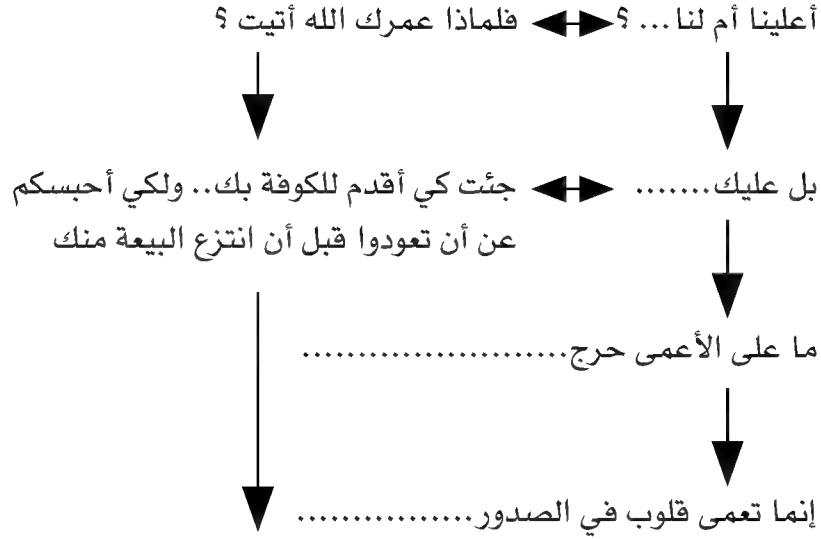 أعلينا أم لنا... ؟ فلماذا عمرك الله أتيت ؟
بل عليك....... جئت كي أقدم للكوفة بك.. ولكي أحبسكم
عن أن تعودوا قبل أن انتزع البيعة منك
ما على الأعمى حرج........................
إنما تعمى قلوب في الصدور................